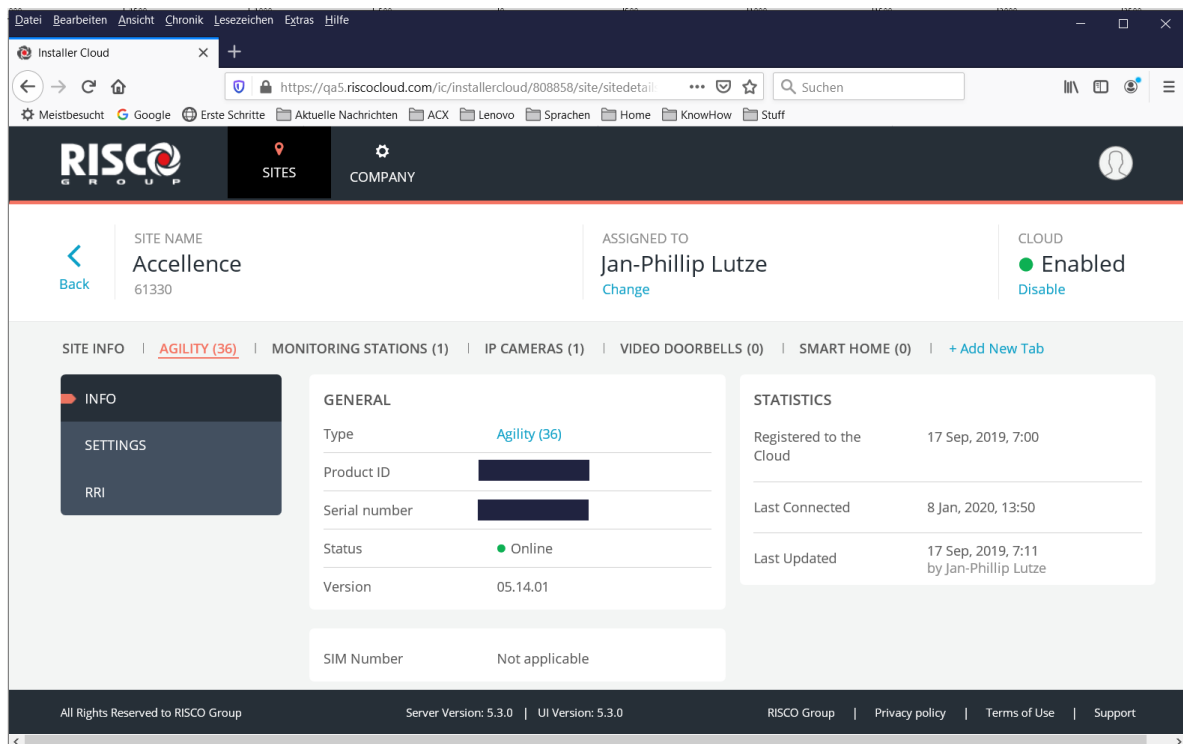 Datei Bearbeiten Ansicht Chronik Lesezeichen Extras Hilfe
Installer Cloud
https://qa5.riscocloud.com/ic/installercloud/808858/site/sitedetail
Suchen
Meistbesucht Google Erste Schritte Aktuelle Nachrichten ACX Lenovo Sprachen Home KnowHow Stuff
RISCO
GROUP
SITES
COMPANY
SITE NAME
ASSIGNED TO
CLOUD
Accellence
Jan-Phillip Lutze
Enabled
Back
61330
Change
Disable
SITE INFO | AGILITY (36) | MONITORING STATIONS (1) | IP CAMERAS (1) | VIDEO DOORBELLS (0) | SMART HOME (0) | + Add New Tab
INFO
SETTINGS
RRI
GENERAL
Type Agility (36)
Product ID
Serial number
Status Online
Version 05.14.01
SIM Number Not applicable
STATISTICS
Registered to the 17 Sep, 2019, 7:00
Cloud
Last Connected 8 Jan, 2020, 13:50
Last Updated 17 Sep, 2019, 7:11
by Jan-Phillip Lutze
All Rights Reserved to RISCO Group Server Version: 5.3.0 | UI Version: 5.3.0 RISCO Group | Privacy policy | Terms of Use | Support